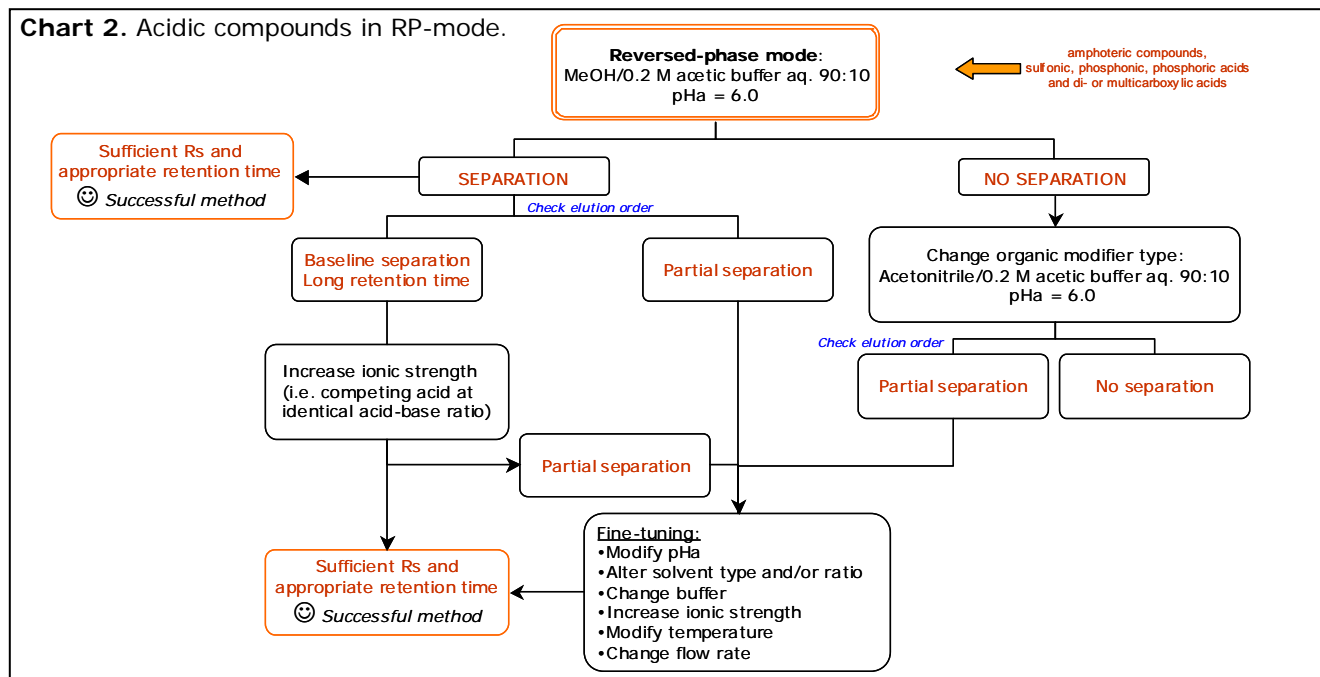 Chart 2. Acidic compounds in RP-mode.
Reversed-phase mode:
MeOH/0.2 M acetic buffer aq. 90:10
pHa = 6.0
amphoteric compounds,
sulfonic, phosphonic, phosphoric acids
and di- or multicarboxylic acids
Sufficient Rs and
appropriate retention time
☺ Successful method
SEPARATION
NO SEPARATION
Check elution order
Baseline separation
Long retention time
Partial separation
Change organic modifier type:
Acetonitrile/0.2 M acetic buffer aq. 90:10
pHa = 6.0
Check elution order
Increase ionic strength
(i.e. competing acid at
identical acid-base ratio)
Partial separation
No separation
Partial separation
Fine-tuning:
•Modify pHa
•Alter solvent type and/or ratio
•Change buffer
•Increase ionic strength
•Modify temperature
•Change flow rate
Sufficient Rs and
appropriate retention time
☺ Successful method